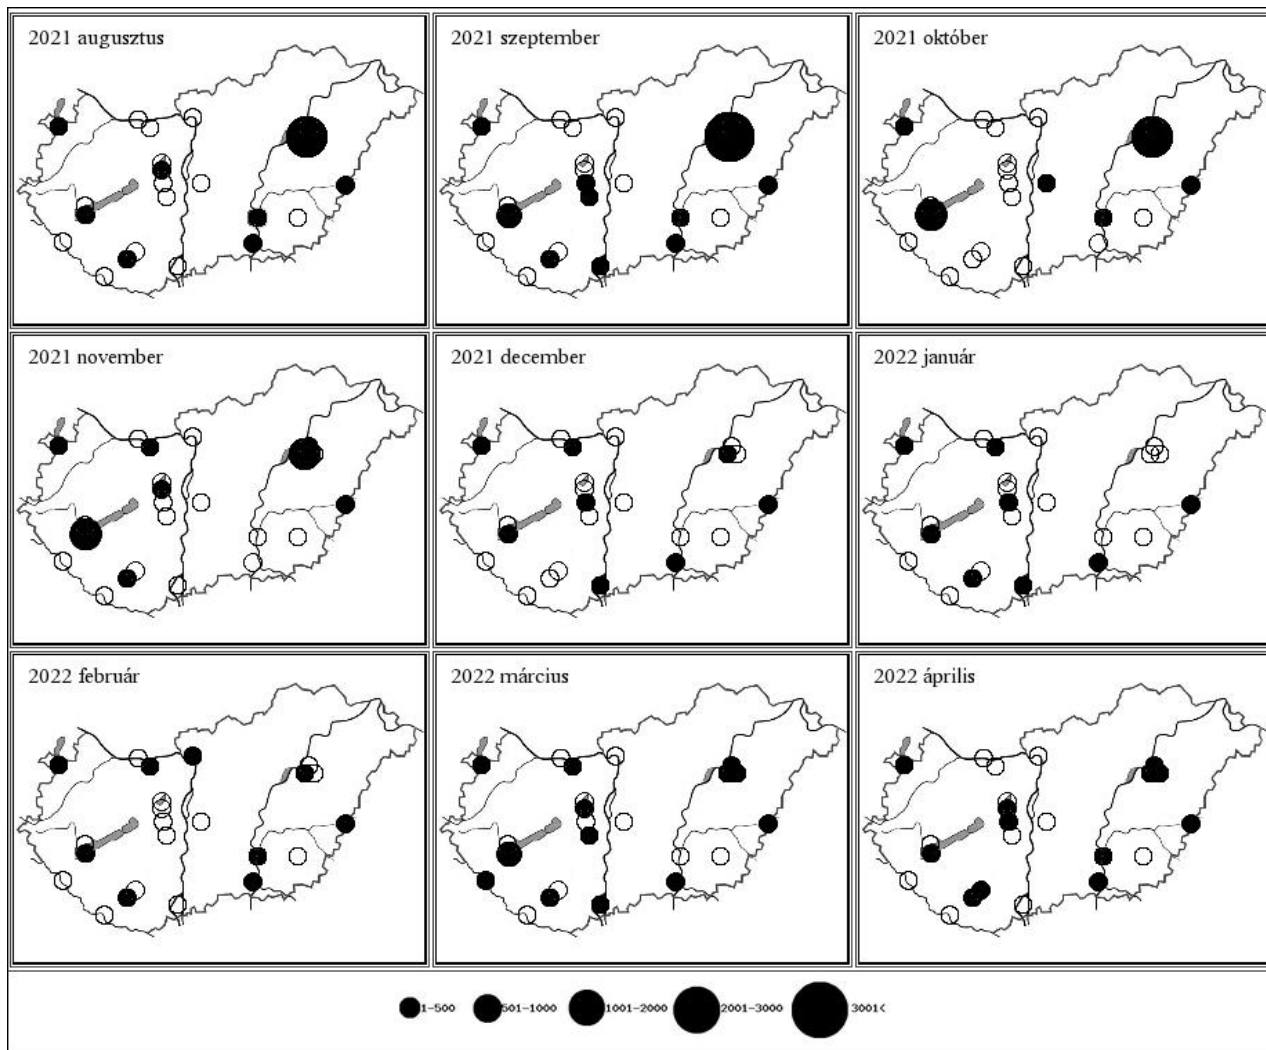 2021 augusztus
2021 szeptember
2021 október
2021 november
2021 december
2022 január
2022 február
2022 március
2022 április
1-500 501-1000 1001-2000 2001-3000 3001<